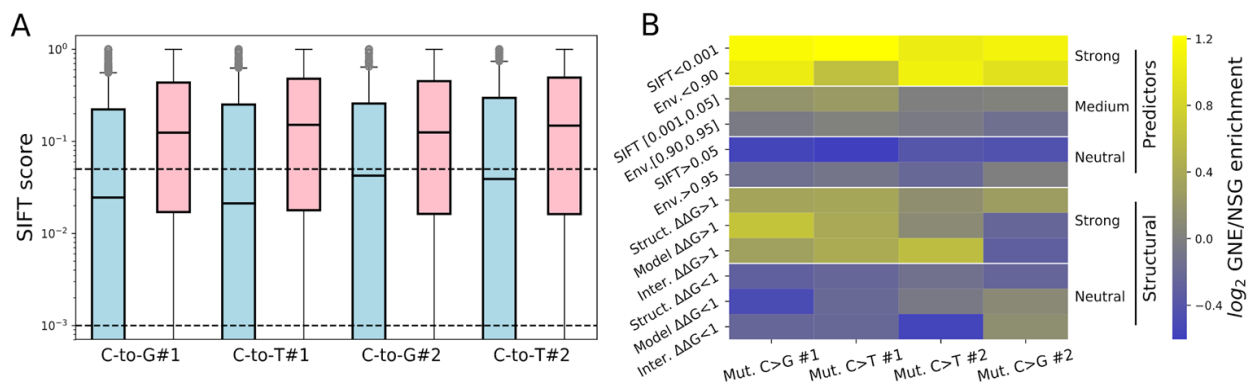 A
SIFT score
10⁰
10⁻¹
10⁻²
10⁻³
C-to-G#1 C-to-T#1 C-to-G#2 C-to-T#2
B
SIFT<0.001
Env.<0.90
SIFT [0.001,0.05]
Env.[0.90,0.95]
SIFT>0.05
Env.>0.95
Struct. ΔΔG>1
Model ΔΔG>1
Inter. ΔΔG>1
Struct. ΔΔG<1
Model ΔΔG<1
Inter. ΔΔG<1
Mut. C>G #1 Mut. C>T #1 Mut. C>T #2 Mut. C>G #2
Strong
Medium
Neutral
Predictors
Strong
Neutral
Structural
1.2
0.8
0.4
0.0
−0.4
log₂ GNE/NSG enrichment